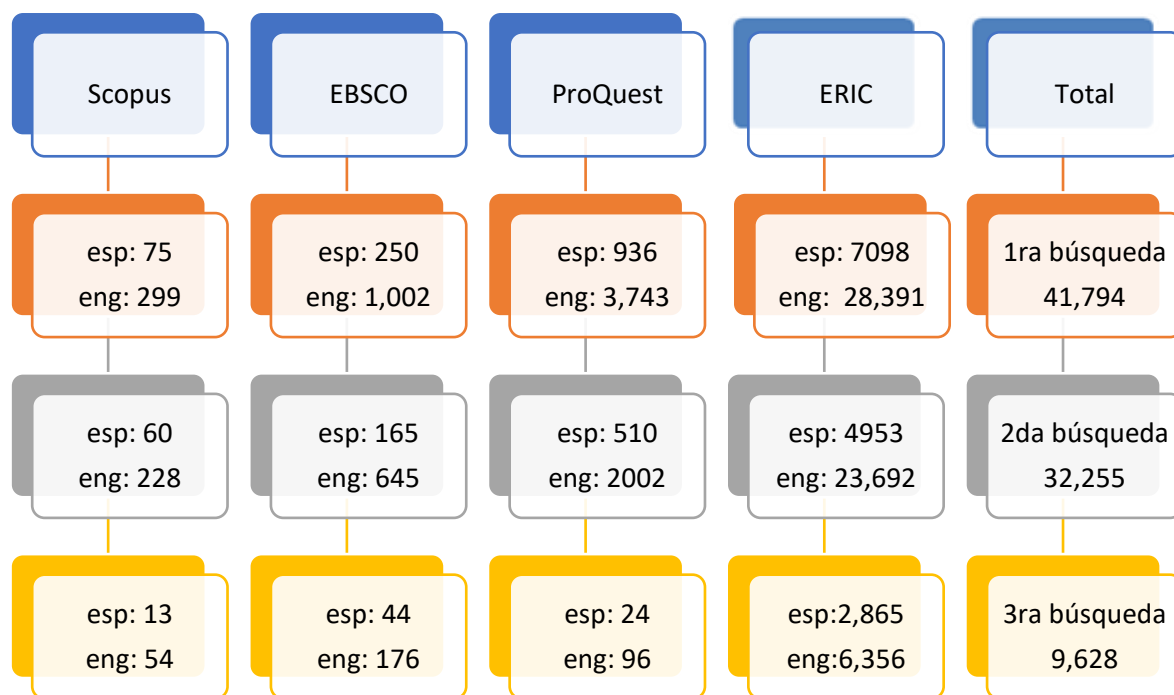 Scopus
EBSCO
ProQuest
ERIC
Total
esp: 75
eng: 299
esp: 250
eng: 1,002
esp: 936
eng: 3,743
esp: 7098
eng: 28,391
1ra búsqueda
41,794
esp: 60
eng: 228
esp: 165
eng: 645
esp: 510
eng: 2002
esp: 4953
eng: 23,692
2da búsqueda
32,255
esp: 13
eng: 54
esp: 44
eng: 176
esp: 24
eng: 96
esp:2,865
eng:6,356
3ra búsqueda
9,628